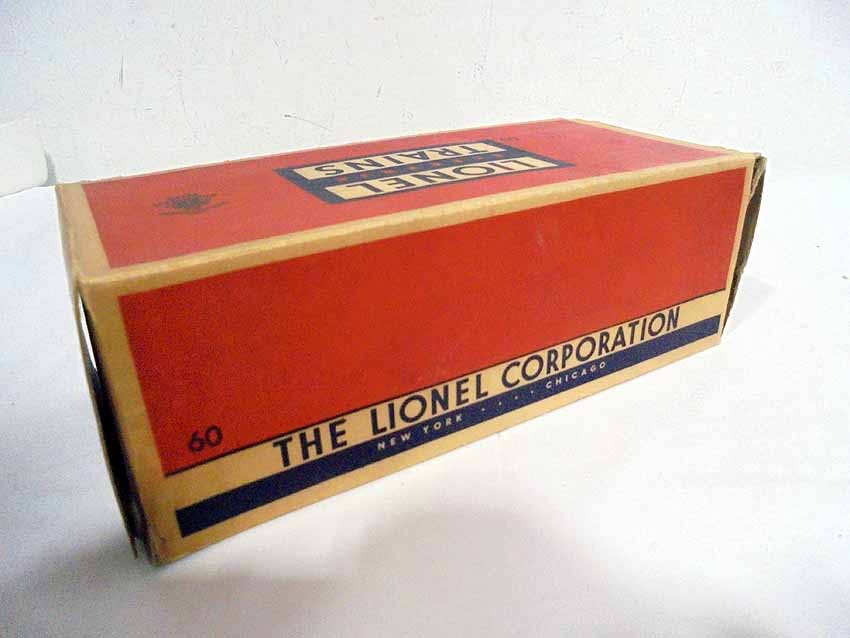 LIONEL
TRAINS
60
THE LIONEL CORPORATION
NEW YORK . . . . CHICAGO